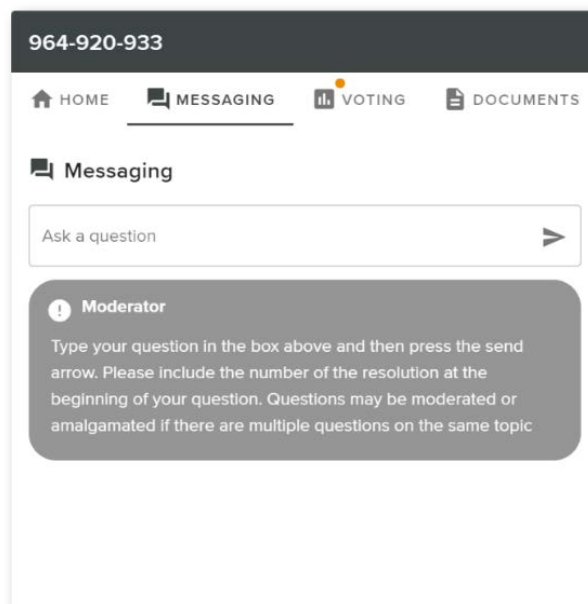 964-920-933
HOME MESSAGING VOTING DOCUMENTS
Messaging
Ask a question
Moderator
Type your question in the box above and then press the send
arrow. Please include the number of the resolution at the
beginning of your question. Questions may be moderated or
amalgamated if there are multiple questions on the same topic